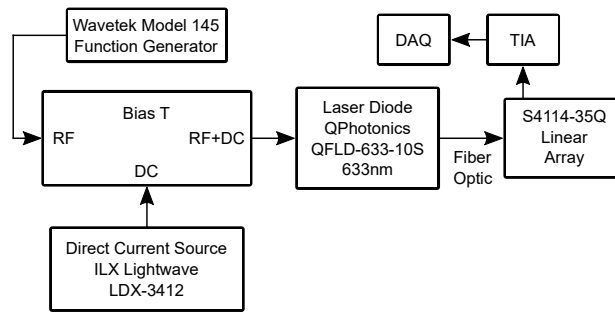 Wavetek Model 145
Function Generator
DAQ
TIA
Bias T
RF
RF+DC
DC
Laser Diode
QPhotonics
QFLD-633-10S
633nm
Fiber
Optic
S4114-35Q
Linear
Array
Direct Current Source
ILX Lightwave
LDX-3412